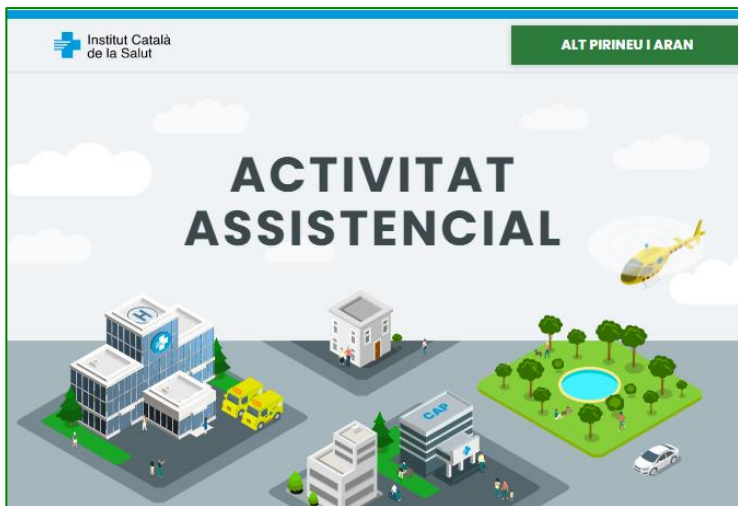 Institut Català
de la Salut
ALT PIRINEU I ARAN
ACTIVITAT
ASSISTENCIAL
H
CAP